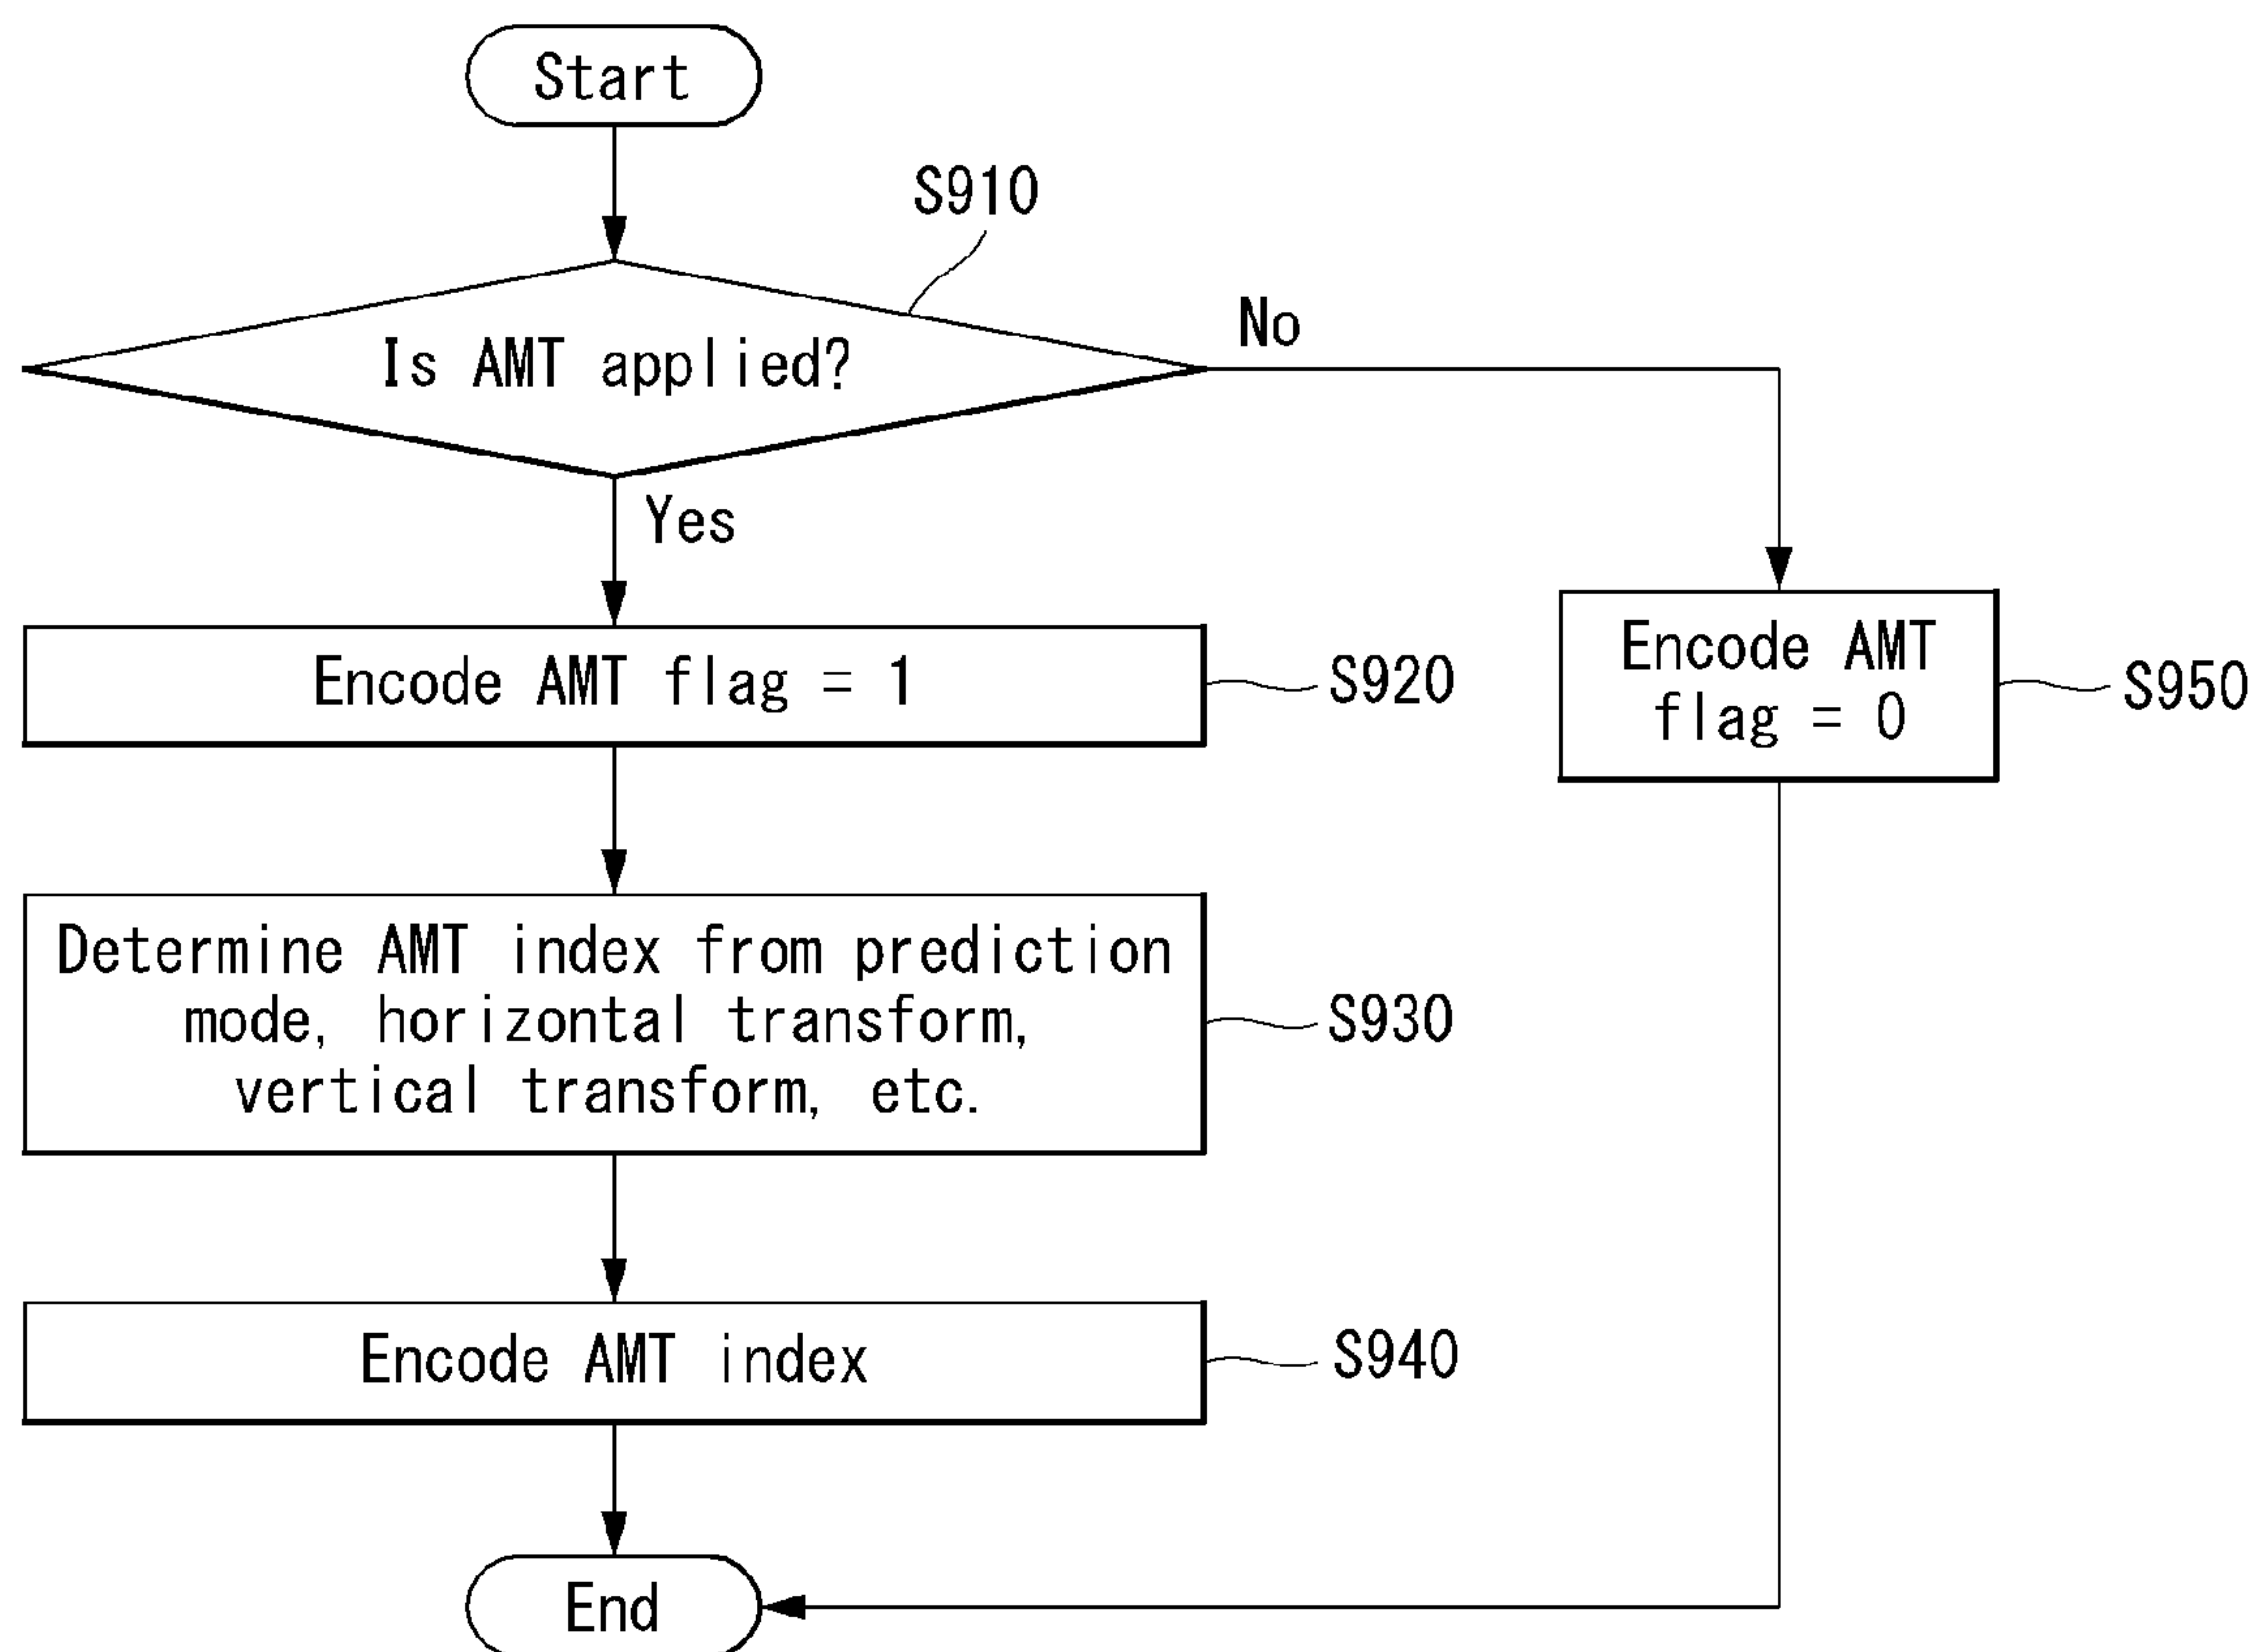 Start
S910
Is AMT applied?
No
Yes
Encode AMT flag = 1
S920
Encode AMT
flag = 0
S950
Determine AMT index from prediction
mode, horizontal transform,
vertical transform, etc.
S930
Encode AMT index
S940
End